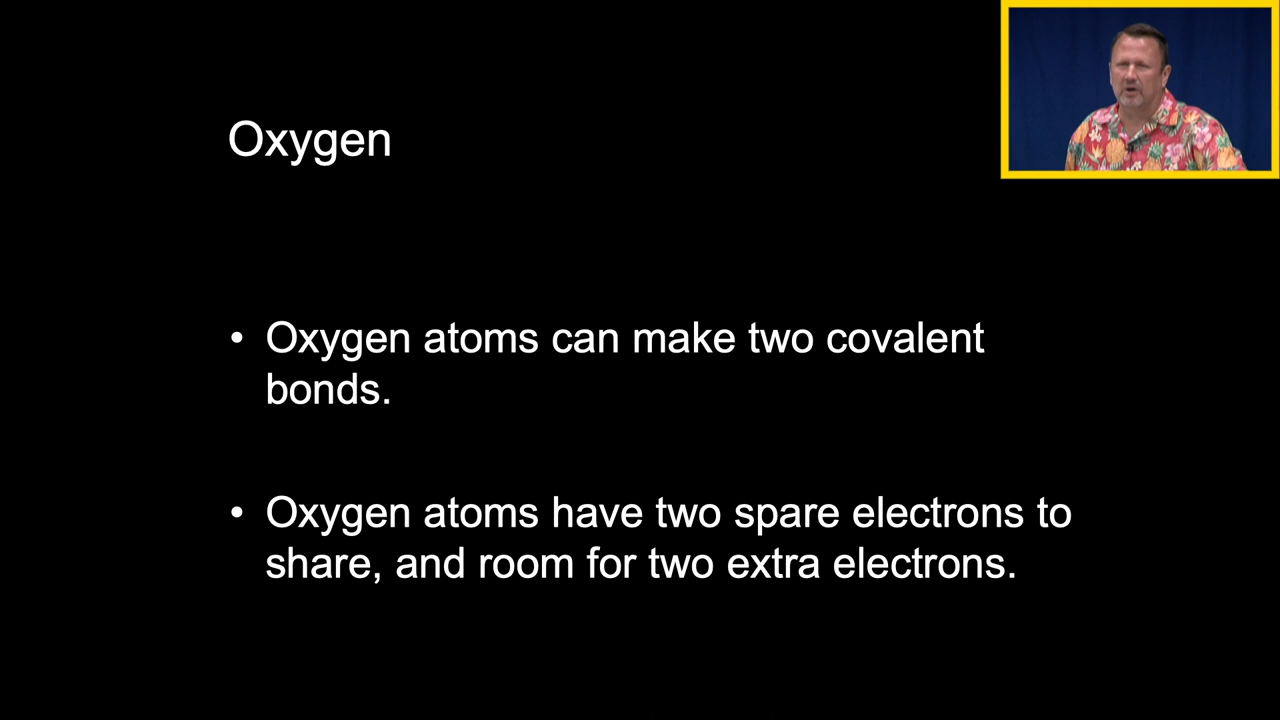 Oxygen
• Oxygen atoms can make two covalent
bonds.
• Oxygen atoms have two spare electrons to
share, and room for two extra electrons.